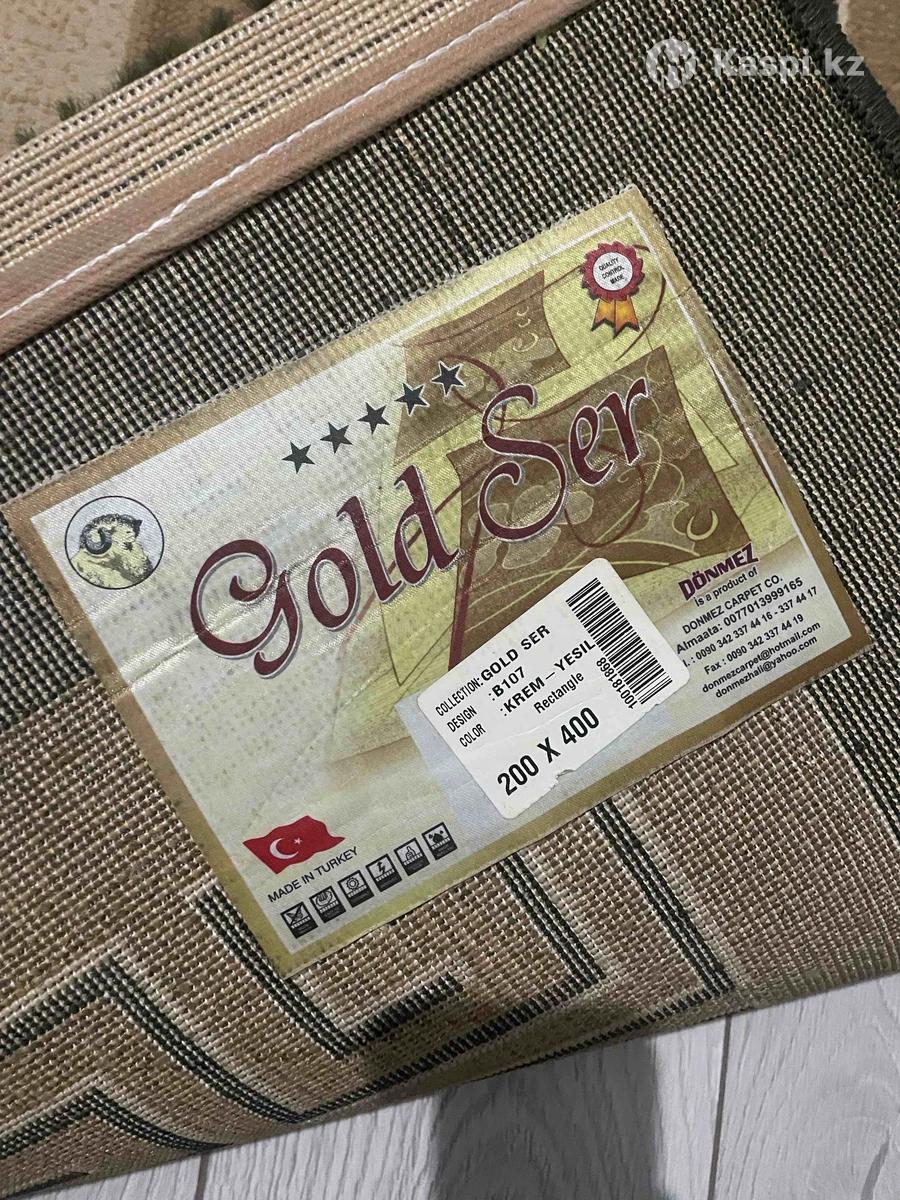 Kaspi kz
QUALITY
CONTROL
MADE
Gold Ser
DÖNMEZ
is a product of
DONMEZ CARPET CO.
Almaata: 0077013999165
.: 0090 342 337 44 16 - 337 44 17
Fax : 0090 342 337 44 19
donmezcarpet@hotmail.com
donmezhali@yahoo.com
COLLECTION:GOLD SER
DESIGN :B107
COLOR :KREM-YESIL
Rectangle
200 X 400
10181868
MADE IN TURKEY